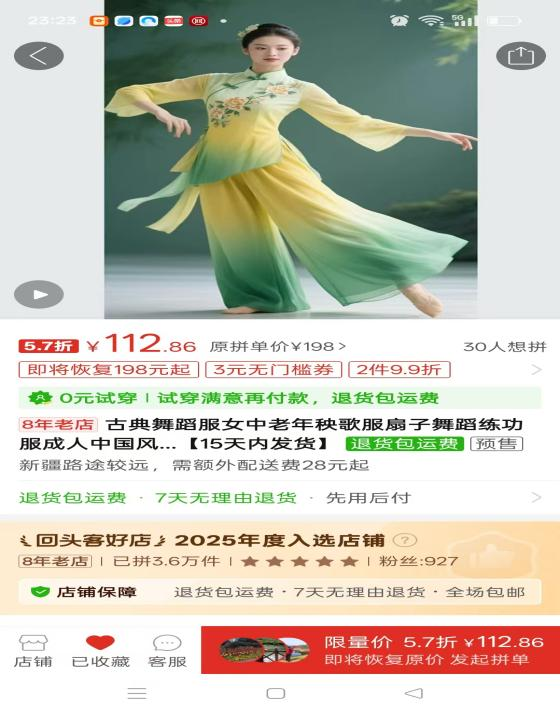 23:23
头条
5G
5.7折 ¥112.86 原拼单价¥198> 30人想拼
即将恢复198元起 3元无门槛券 2件9.9折
0元试穿 | 试穿满意再付款，退货包运费
8年老店 古典舞蹈服女中老年秧歌服扇子舞蹈练功
服成人中国风...【15天内发货】 退货包运费 预售
新疆路途较远，需额外配送费28元起
退货包运费 · 7天无理由退货 · 先用后付
回头客好店 2025年度入选店铺
8年老店 | 已拼3.6万件 | ★★★★★ | 粉丝:927
店铺保障 退货包运费·7天无理由退货·全场包邮
店铺 已收藏 客服
限量价 5.7折 ¥112.86
即将恢复原价 发起拼单